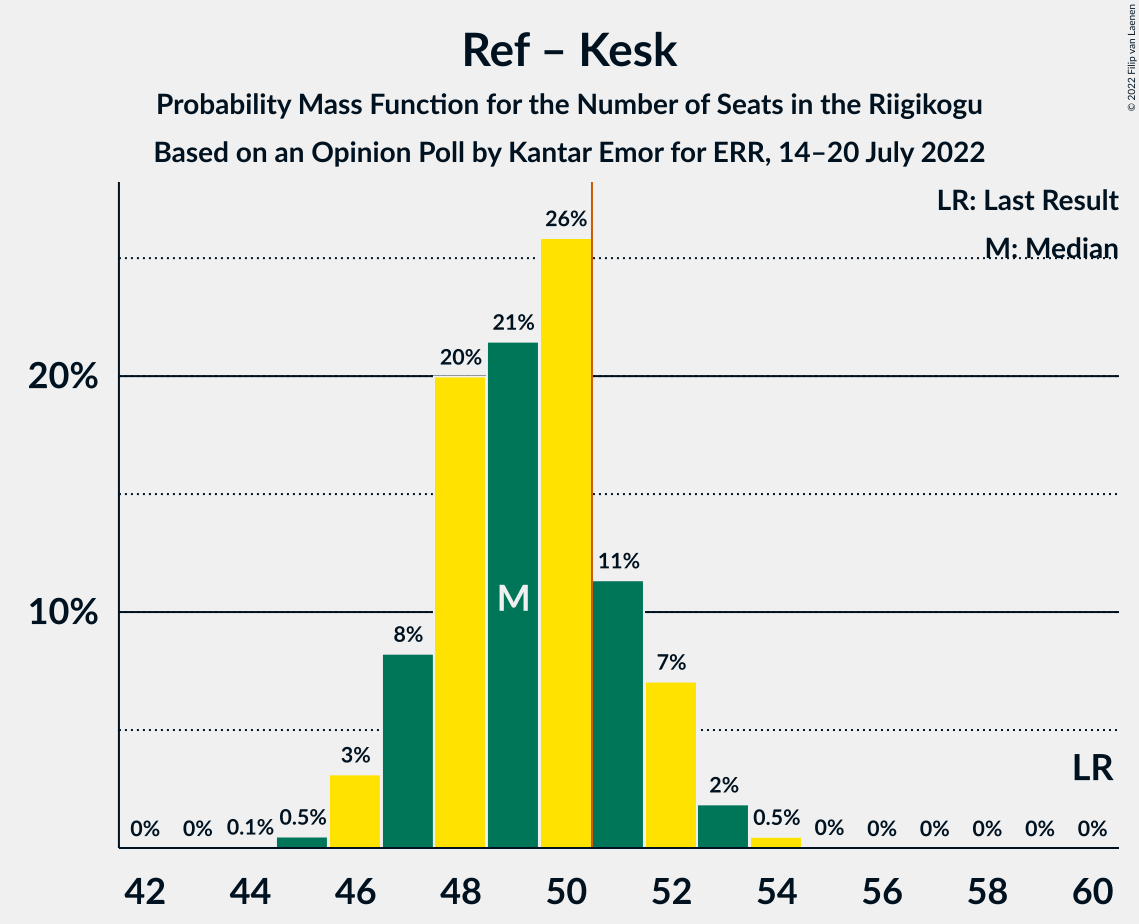 Ref – Kesk
Probability Mass Function for the Number of Seats in the Riigikogu
Based on an Opinion Poll by Kantar Emor for ERR, 14–20 July 2022
© 2022 Filip van Laenen
LR: Last Result
M: Median
26%
21%
20%
20%
11%
M
10%
8%
7%
3%
LR
2%
0% 0% 0.1% 0.5% 0.5% 0% 0% 0% 0% 0% 0%
42 44 46 48 50 52 54 56 58 60